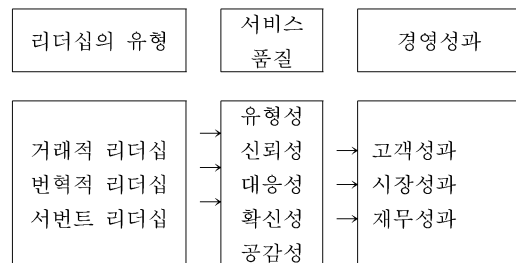 리더십의 유형
서비스
품질
경영성과
유형성
→
거래적 리더십 신뢰성 → 고객성과
→
번혁적 리더십 대응성 → 시장성과
→
서번트 리더십 확신성 → 재무성과
공감성